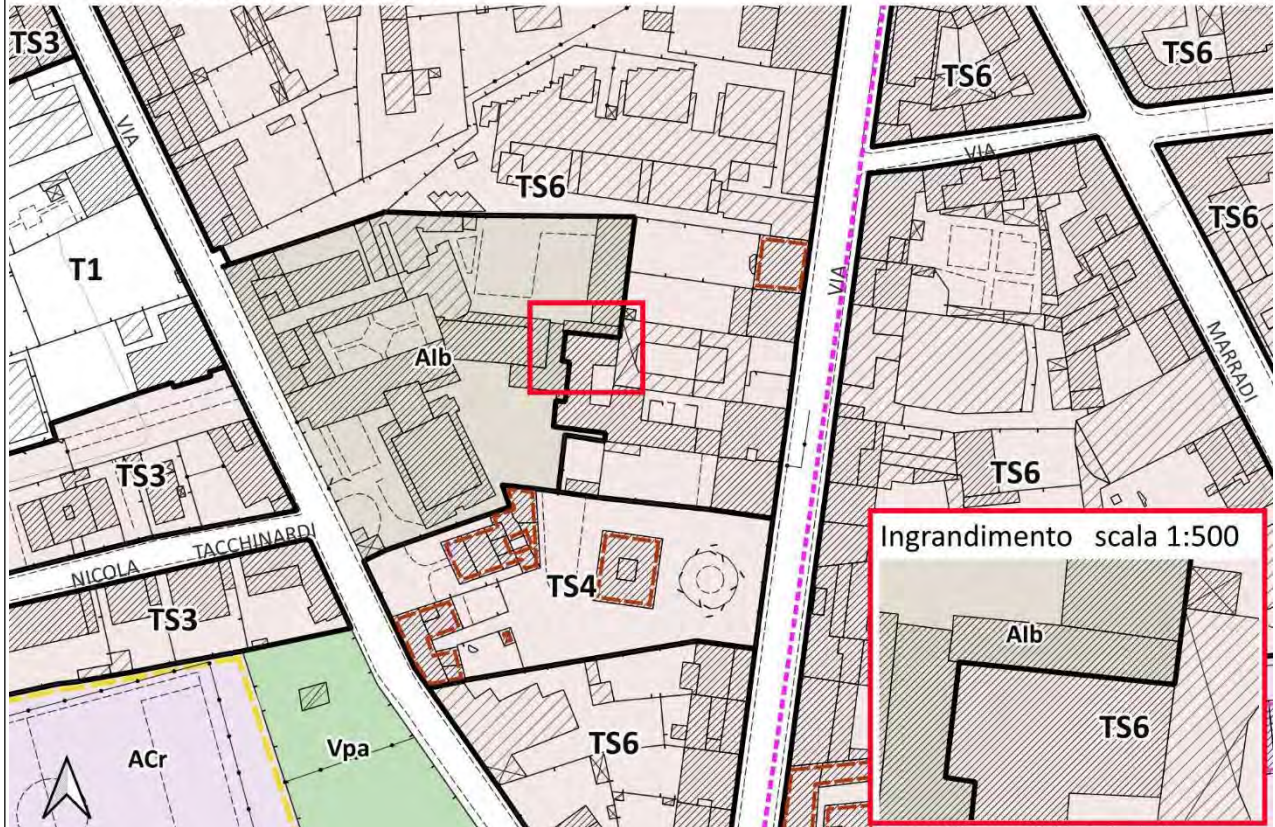 TS3
TS6
TS6
TS6
VIA
VIA
TS6
T1
VIA
MARRADI
AIb
TS3
TS6
NICOLA TACCHINARDI
TS4
TS3
TS6
ACr
Vpa
Ingrandimento scala 1:500
AIb
TS6